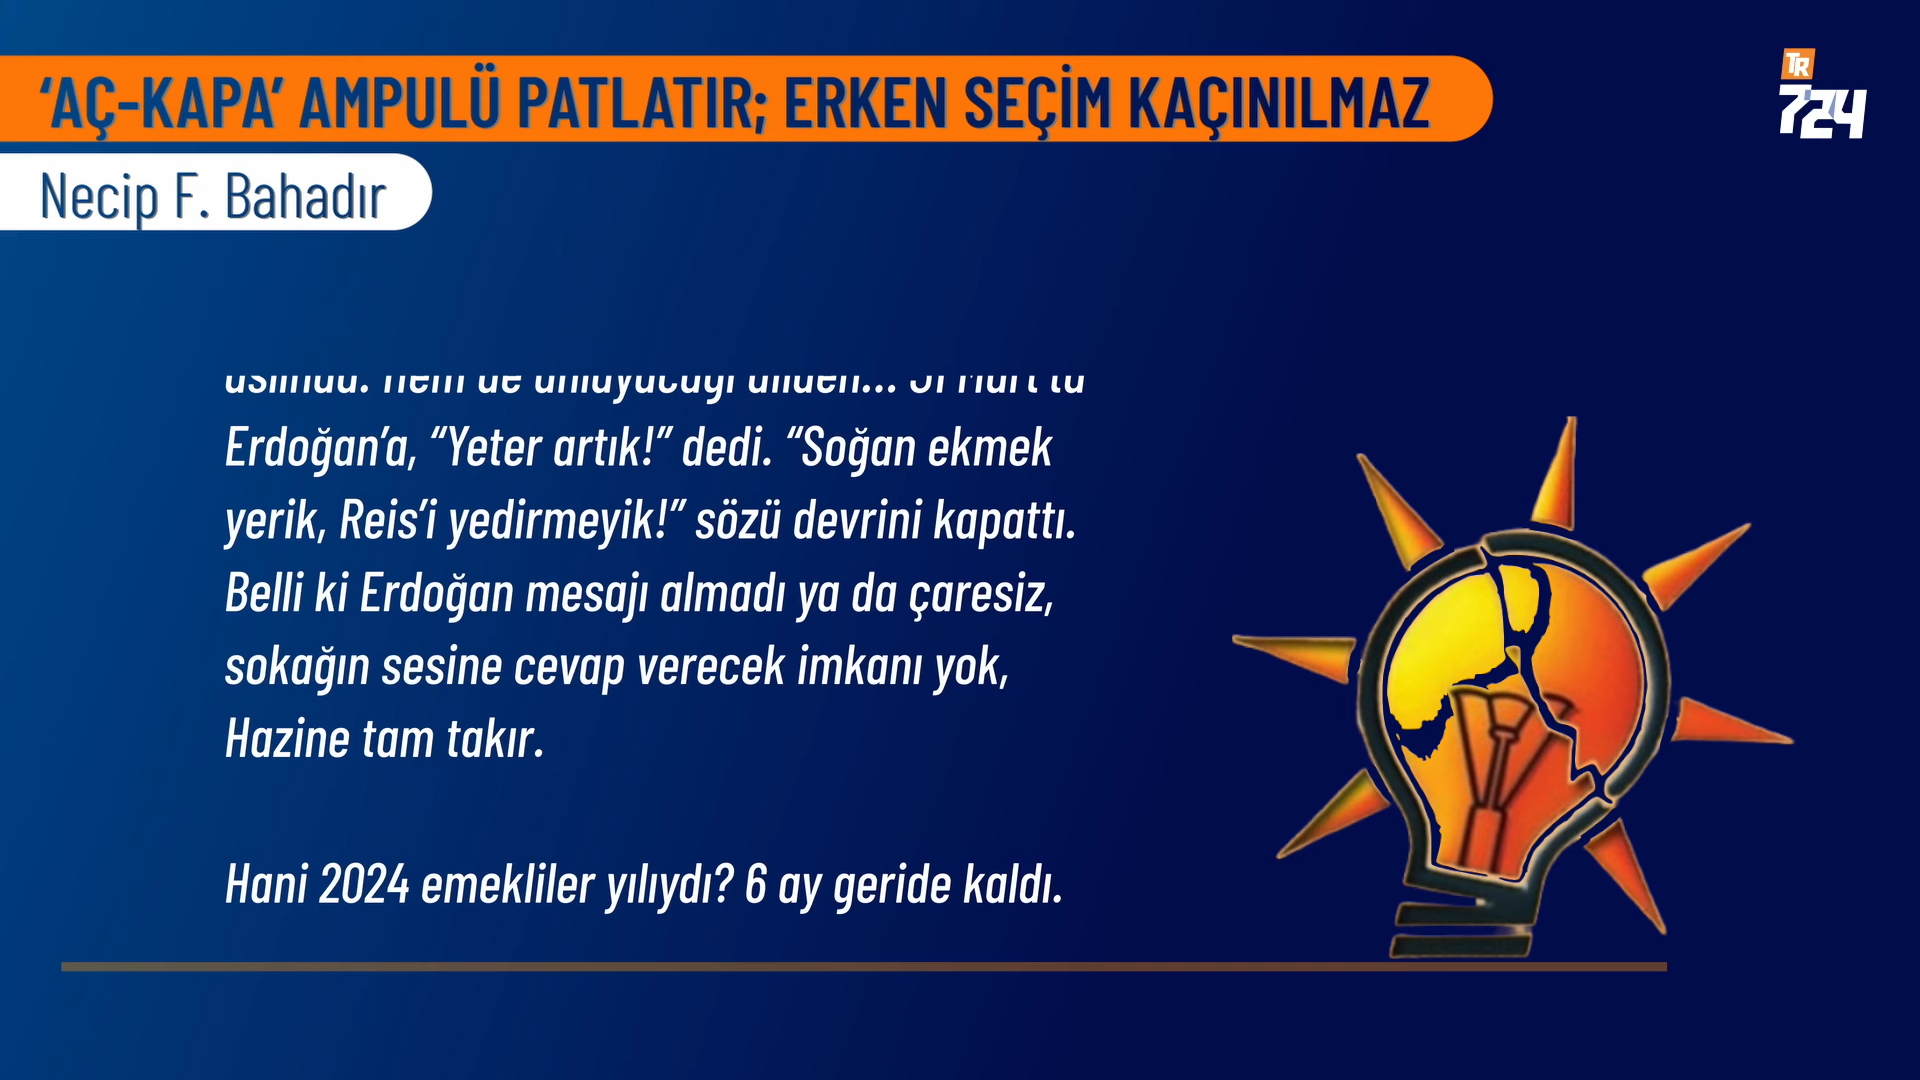 ‘AÇ-KAPA’ AMPULÜ PATLATIR; ERKEN SEÇİM KAÇINILMAZ
TR
724
Necip F. Bahadır
Erdoğan’a, “Yeter artık!” dedi. “Soğan ekmek
yerik, Reis’i yedirmeyik!” sözü devrini kapattı.
Belli ki Erdoğan mesajı almadı ya da çaresiz,
sokağın sesine cevap verecek imkanı yok,
Hazine tam takır.
Hani 2024 emekliler yılıydı? 6 ay geride kaldı.